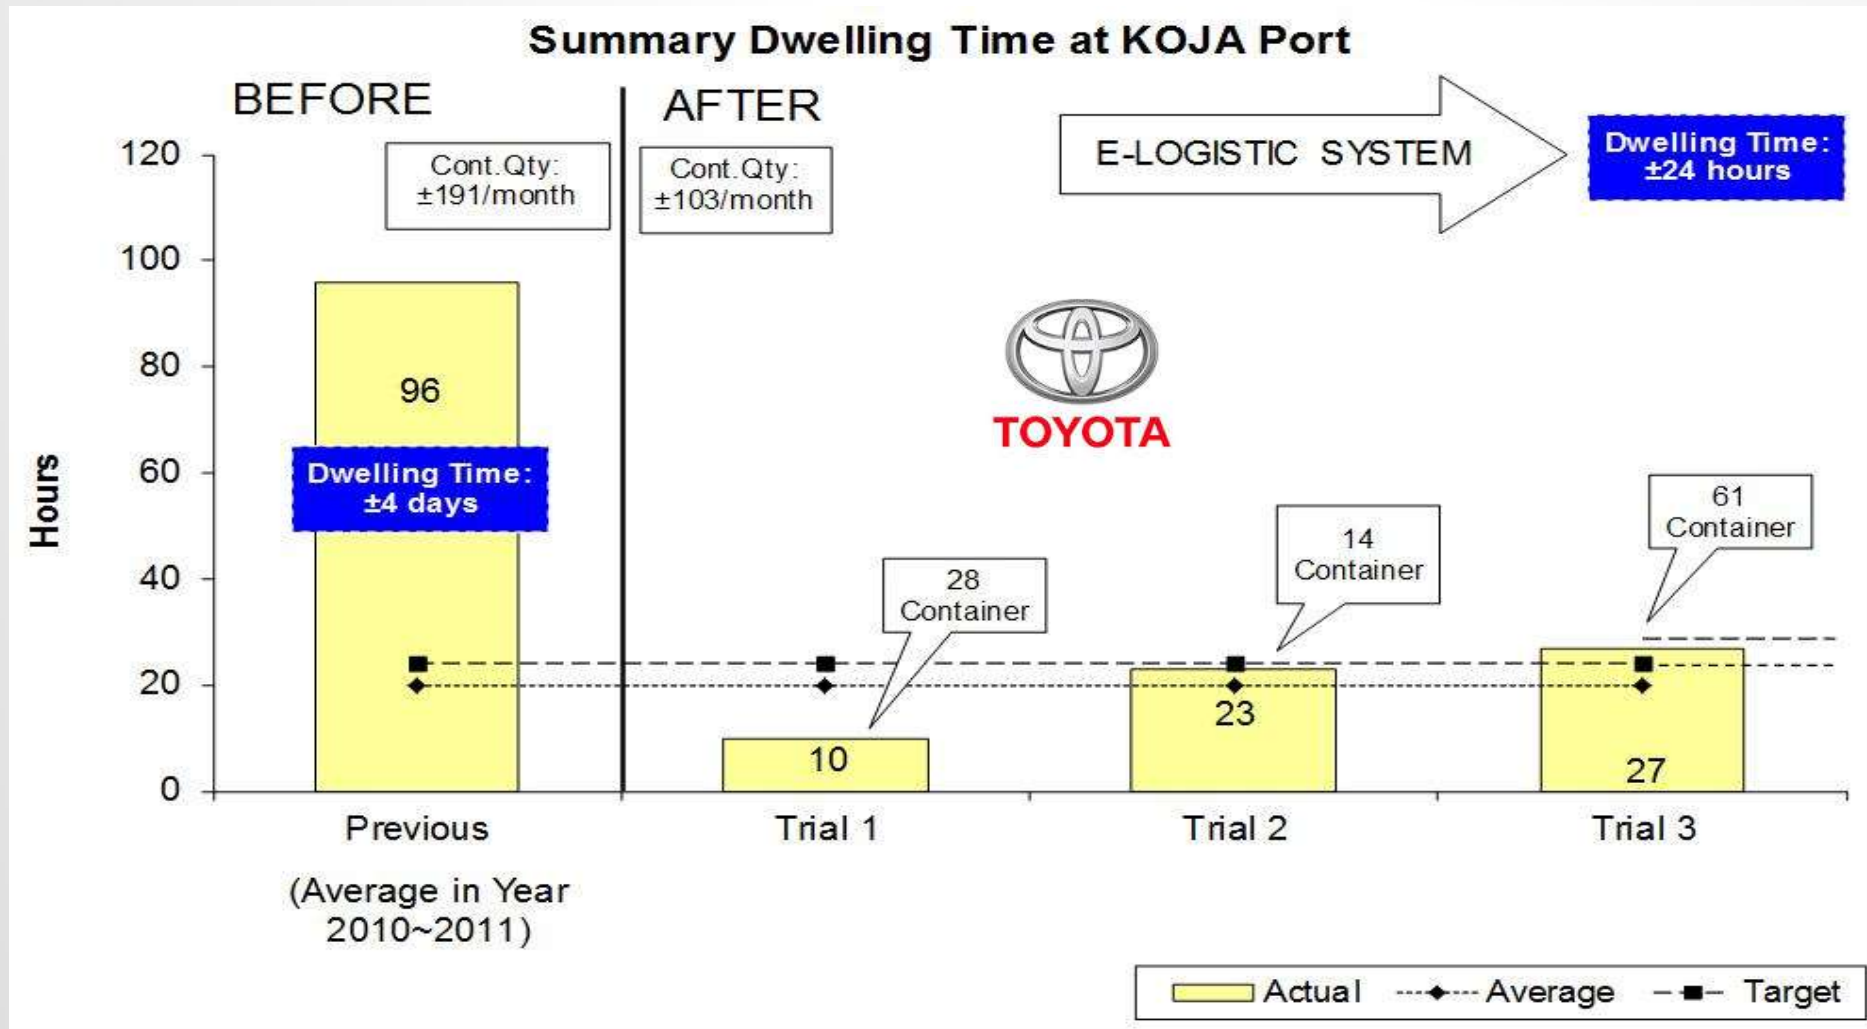 Summary Dwelling Time at KOJA Port
BEFORE
AFTER
Cont.Qty:
±191/month
Cont.Qty:
±103/month
E-LOGISTIC SYSTEM
Dwelling Time:
±24 hours
120
100
80
60
40
20
0
Hours
96
Dwelling Time:
±4 days
TOYOTA
28
Container
14
Container
61
Container
10
23
27
Previous
(Average in Year
2010~2011)
Trial 1
Trial 2
Trial 3
Actual
Average
Target